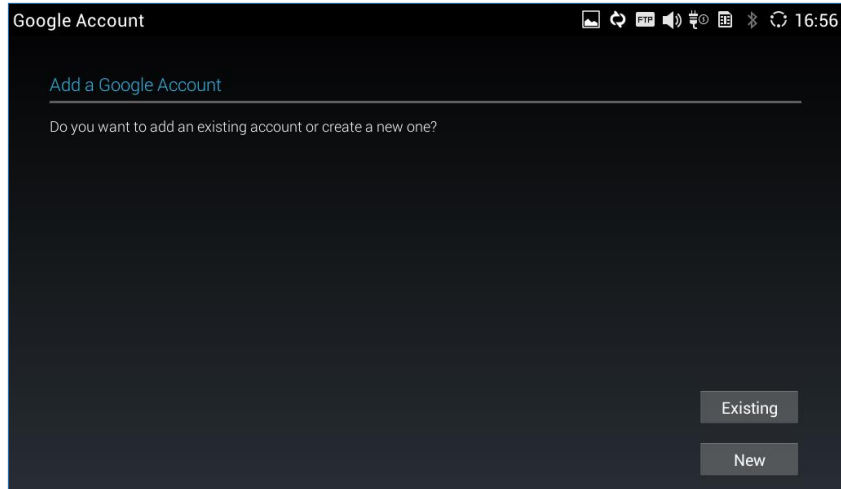 Google Account
FTP
16:56
Add a Google Account
Do you want to add an existing account or create a new one?
Existing
New